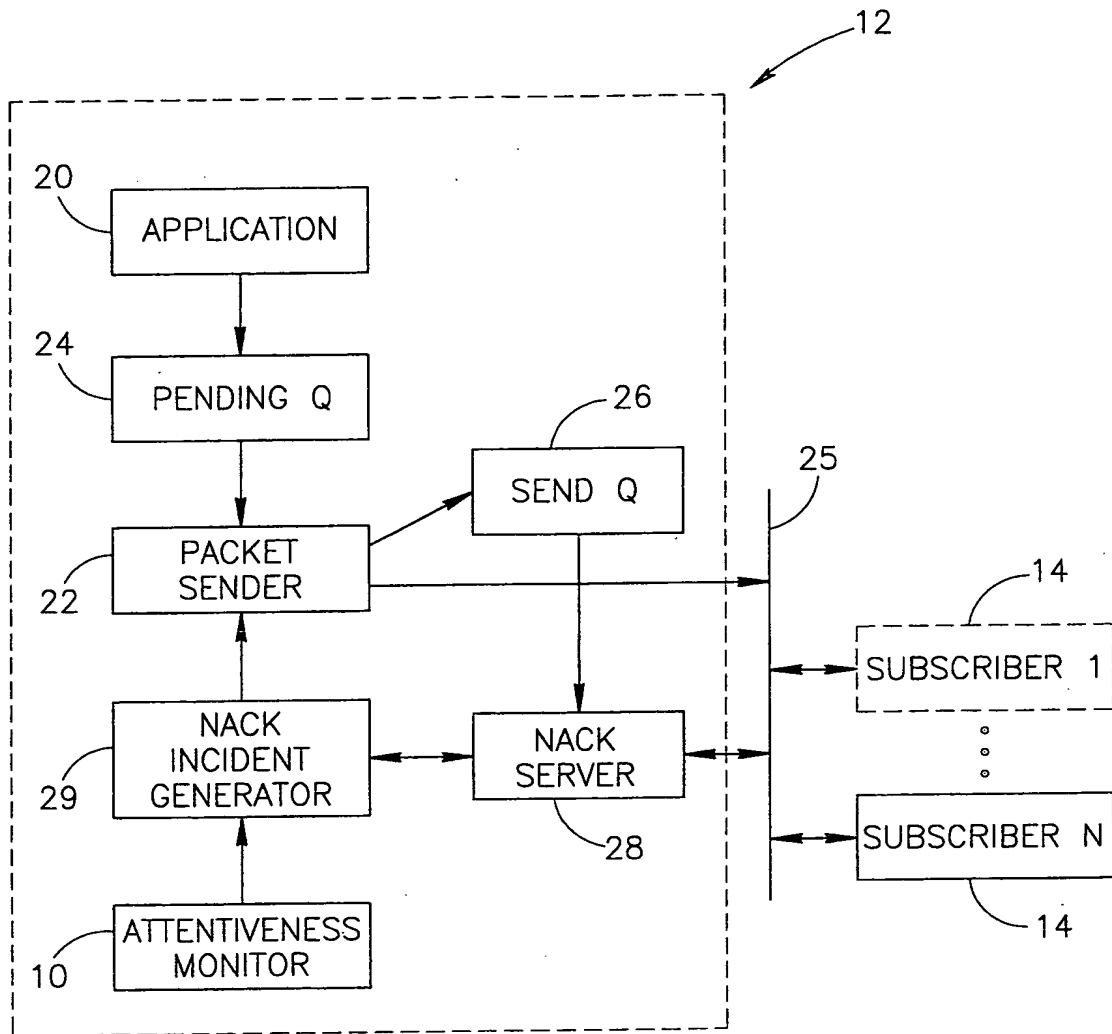 12
20
APPLICATION
24
PENDING Q
26
SEND Q
25
PACKET
SENDER
22
14
SUBSCRIBER 1
NACK
INCIDENT
GENERATOR
29
NACK
SERVER
28
SUBSCRIBER N
14
ATTENTIVENESS
MONITOR
10